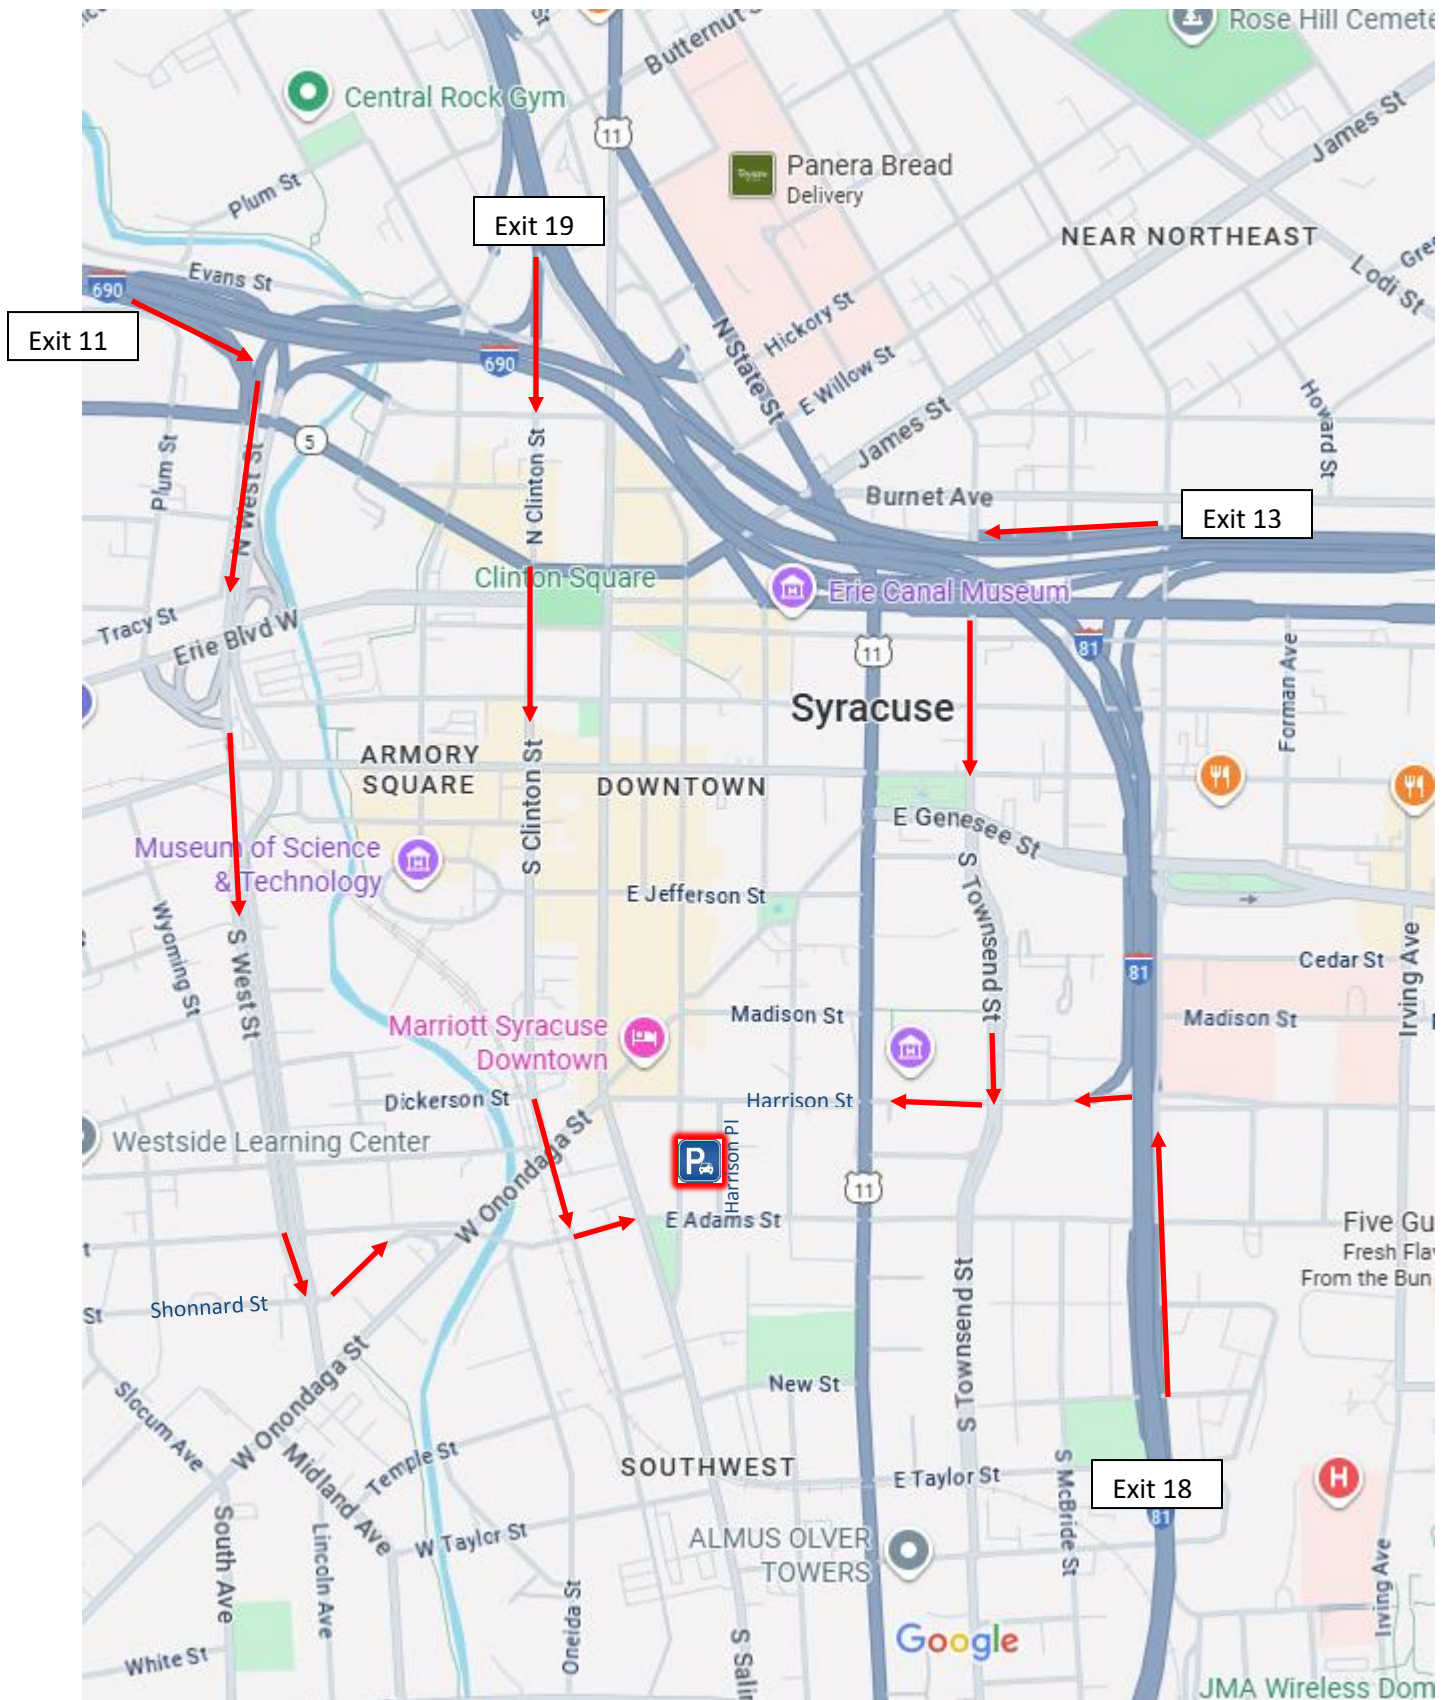 Rose Hill Cemete
Butternut S
Central Rock Gym
11
James St
Panera Bread
Delivery
Plum St
Exit 19
NEAR NORTHEAST
Gre
Lodi St
Evans St
690
Hickory St
Exit 11
690
N State St
E Willow St
Howard St
James St
5
Plum St
N West St
N Clinton St
Burnet Ave
Exit 13
Clinton Square
Erie Canal Museum
Tracy St
Erie Blvd W
11
81
Forman Ave
Syracuse
ARMORY
SQUARE
DOWNTOWN
S Clinton St
E Genesee St
Museum of Science
& Technology
E Jefferson St
S Townsend St
Wyoming St
S West St
81
Cedar St
Irving Ave
Madison St
Madison St
Marriott Syracuse
Downtown
Dickerson St
Harrison St
Westside Learning Center
W Onondaga St
P
Harrison Pl
11
E Adams St
Five Gu
Fresh Flav
From the Bun
Shonnard St
St
S Townsend St
W Onondaga St
New St
Slocum Ave
Midland Ave
Temple St
SOUTHWEST
E Taylor St
S McBride St
Exit 18
H
81
South Ave
Lincoln Ave
W Taylor St
ALMUS OLVER
TOWERS
Oneida St
Irving Ave
White St
S Salin
Google
JMA Wireless Dom